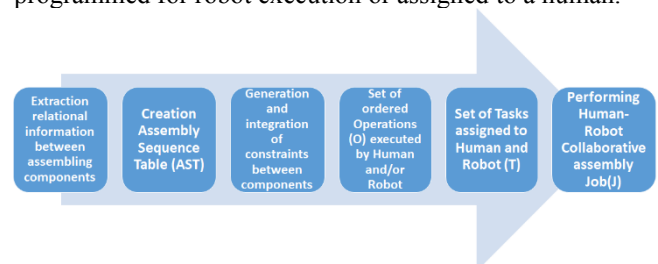 programmed for robot execution or assigned to a human.
Extraction
relational
information
between
assembling
components
Creation
Assembly
Sequence
Table (AST)
Generation
and
integration
of
constraints
between
components
Set of
ordered
Operations
(O) executed
by Human
and/or
Robot
Set of Tasks
assigned to
Human and
Robot (T)
Performing
Human-
Robot
Collaborative
assembly
Job(J)